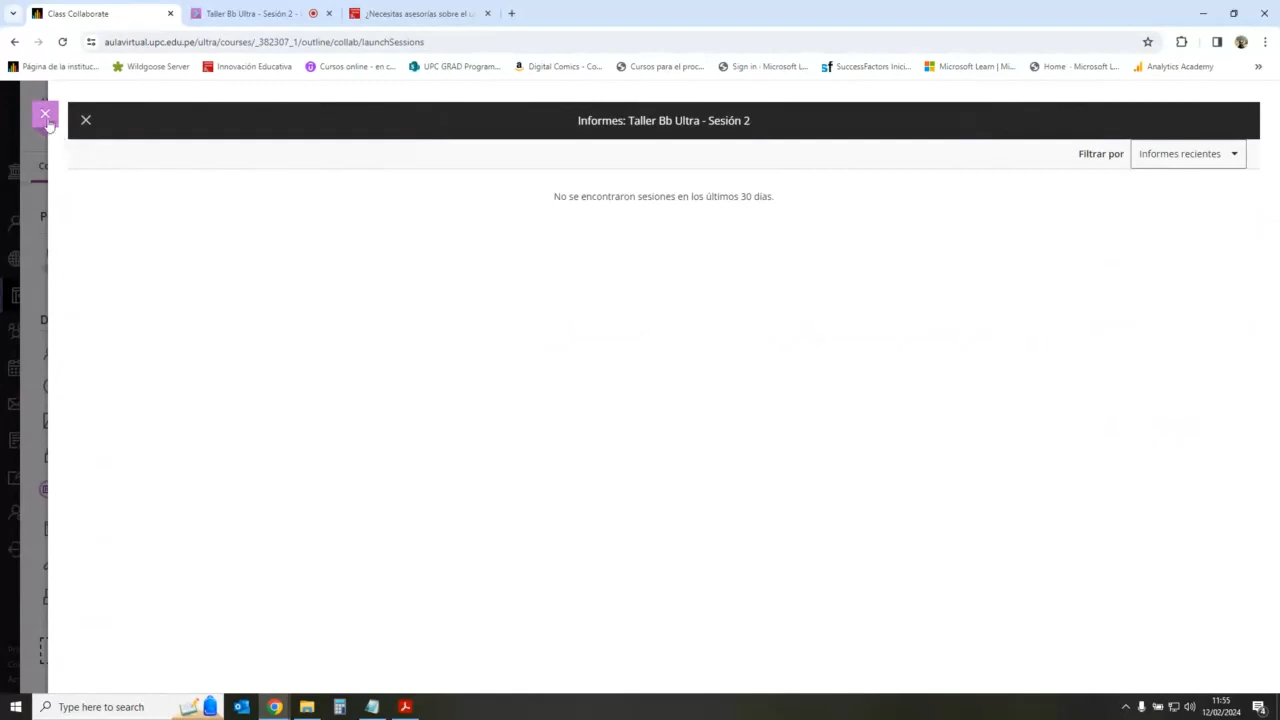 Class Collaborate
Taller Bb Ultra - Sesión 2 -
¿Necesitas asesorías sobre el u
aulavirtual.upc.edu.pe/ultra/courses/_382307_1/outline/collab/launchSessions
Página de la instituc...
Wildgoose Server
Innovación Educativa
Cursos online - en c...
UPC GRAD Program...
Digital Comics - Co...
Cursos para el proc...
Sign in · Microsoft L...
SuccessFactors Inici...
Microsoft Learn | Mi...
Home · Microsoft L...
Analytics Academy
Informes: Taller Bb Ultra - Sesión 2
Filtrar por
Informes recientes
No se encontraron sesiones en los últimos 30 días.
Type here to search
11:55
12/02/2024
4